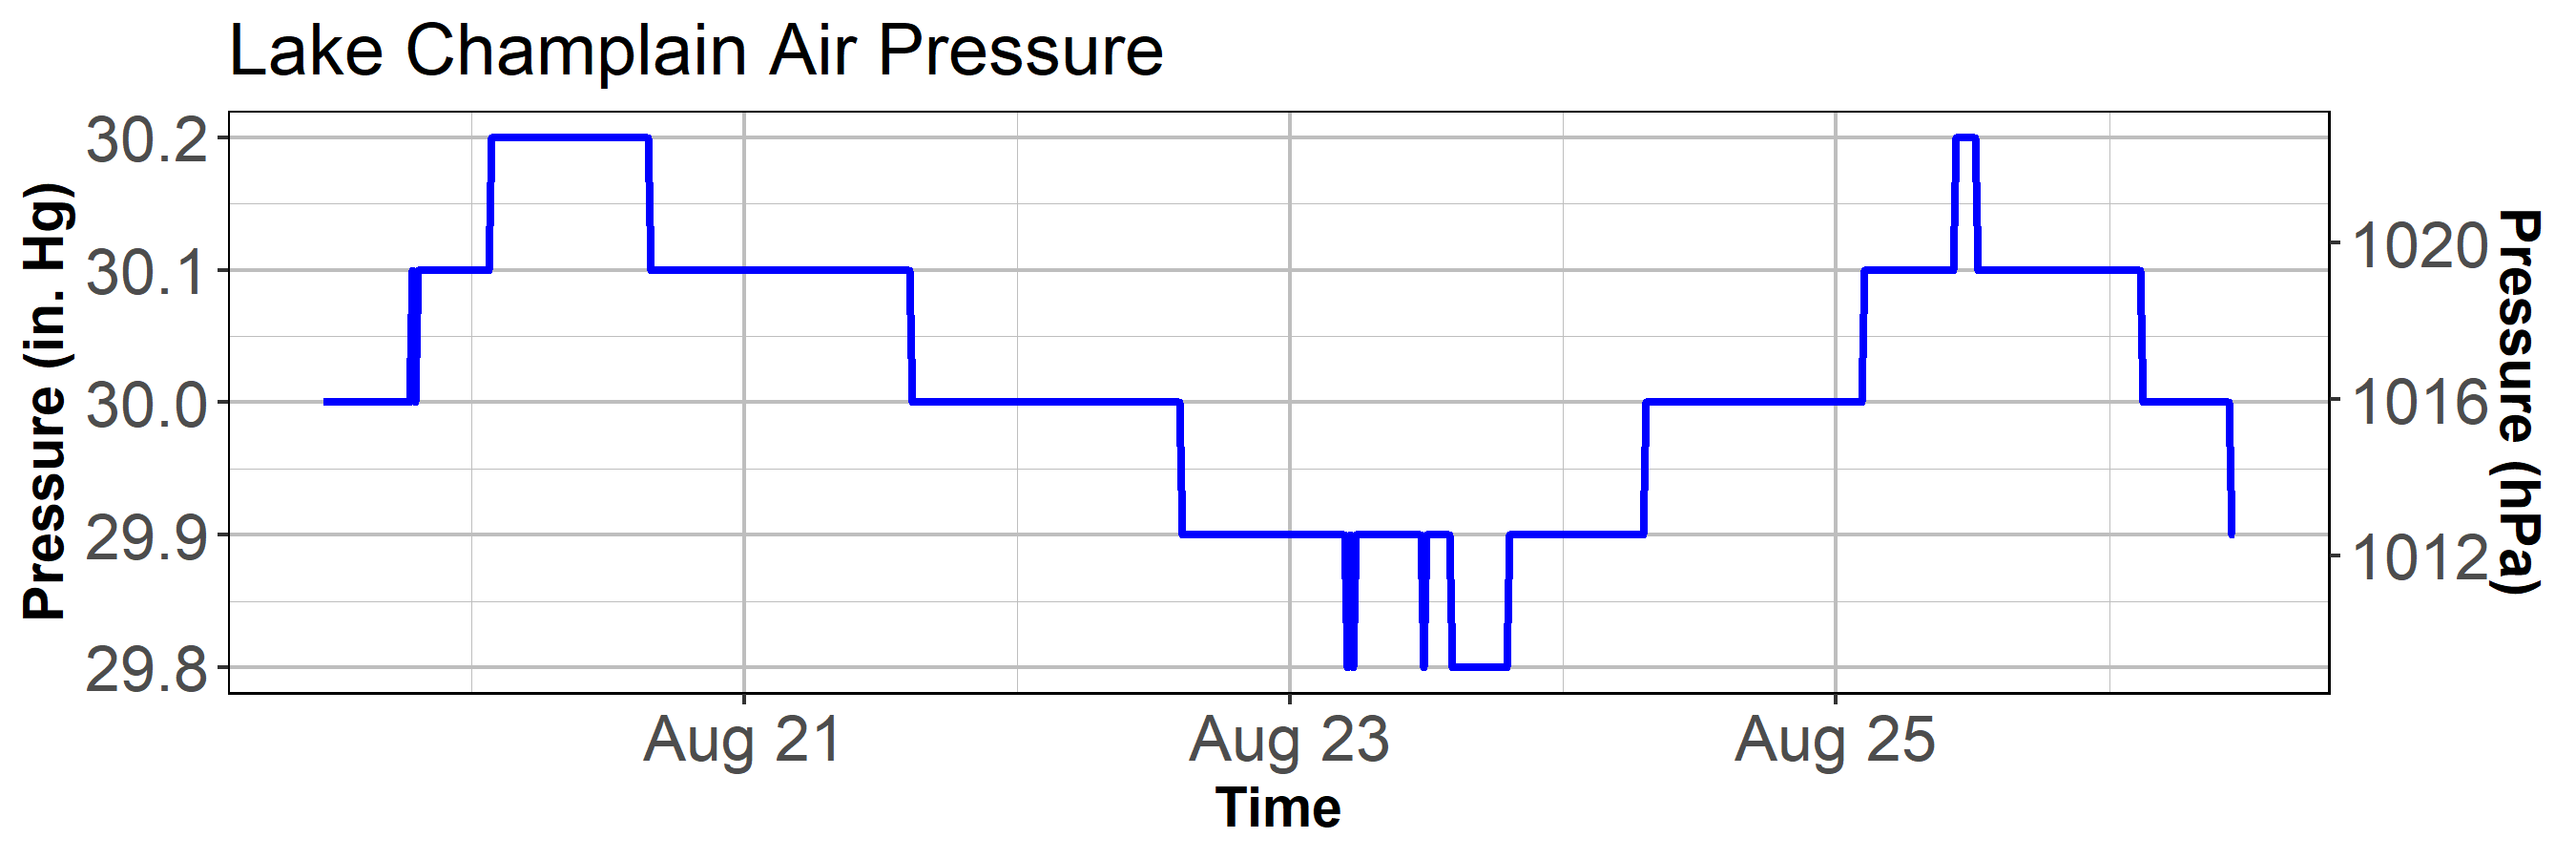 Lake Champlain Air Pressure
Pressure (in. Hg)
30.2
30.1
30.0
29.9
29.8
1020
1016
1012
Pressure (hPa)
Aug 21
Aug 23
Aug 25
Time